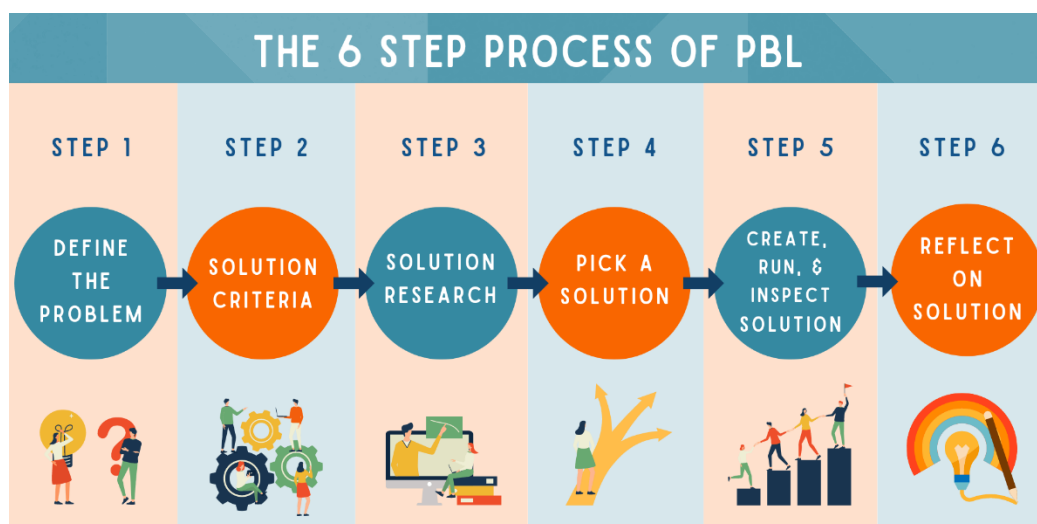 THE 6 STEP PROCESS OF PBL
STEP 1
DEFINE
THE
PROBLEM
STEP 2
SOLUTION
CRITERIA
STEP 3
SOLUTION
RESEARCH
STEP 4
PICK A
SOLUTION
STEP 5
CREATE,
RUN, &
INSPECT
SOLUTION
STEP 6
REFLECT
ON
SOLUTION